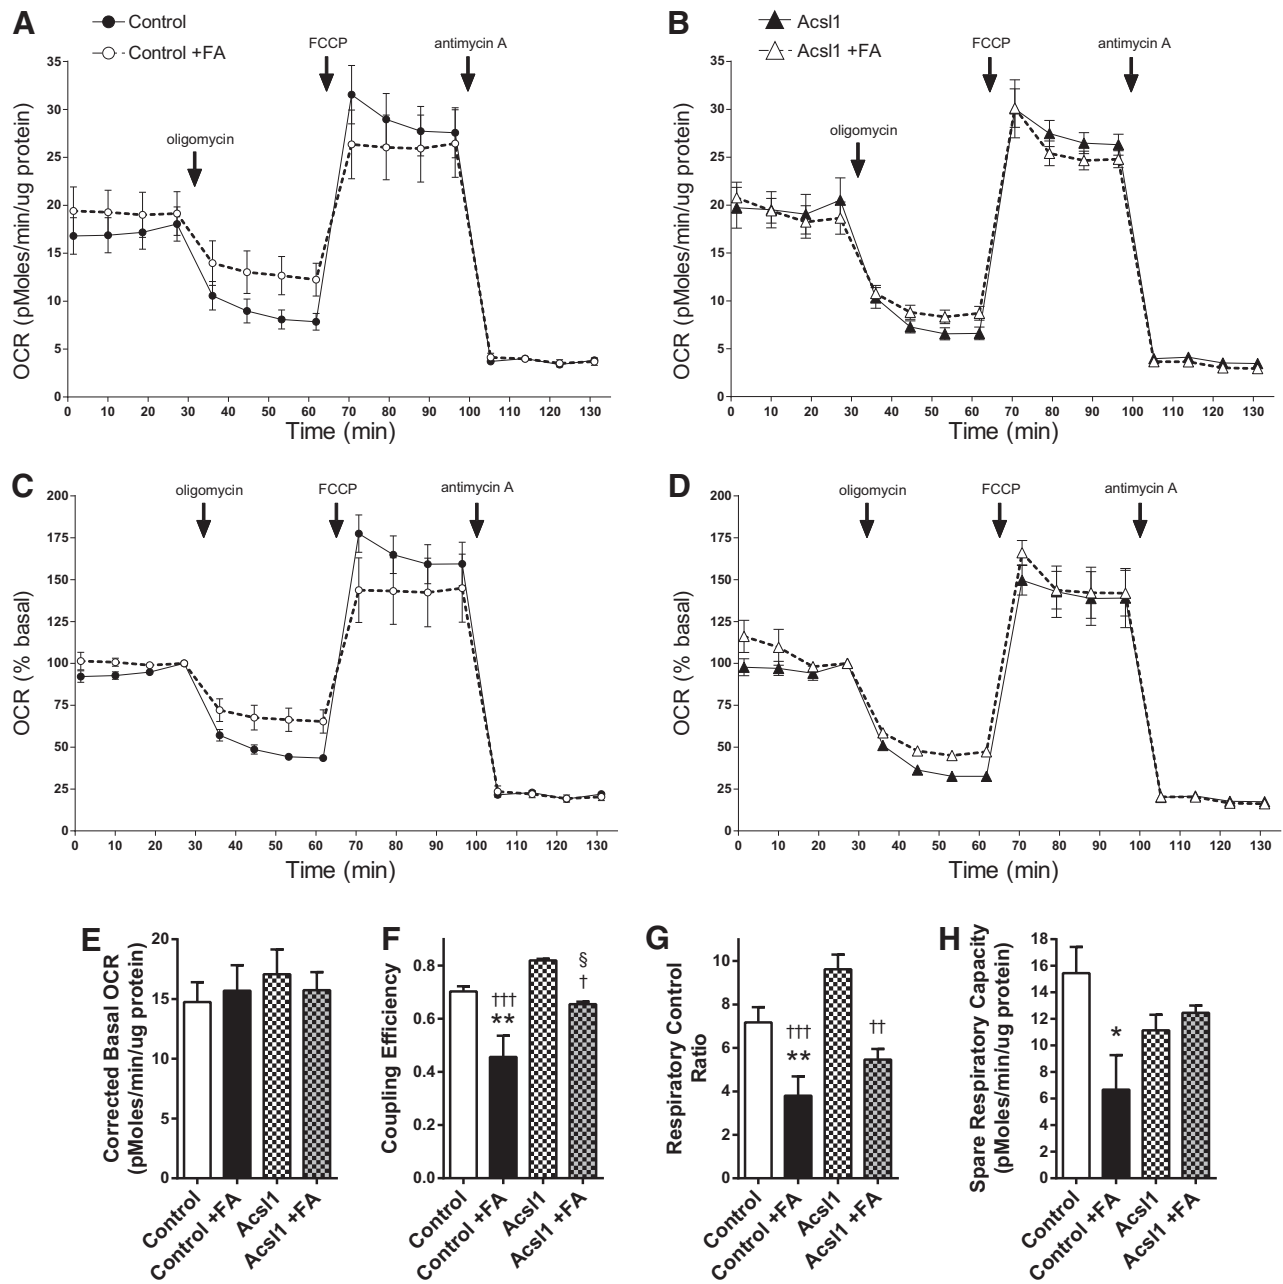 A
Control
Control +FA
FCCP
antimycin A
oligomycin
OCR (pMoles/min/ug protein)
35
30
25
20
15
10
5
0
0 10 20 30 40 50 60 70 80 90 100 110 120 130
Time (min)
B
Acsl1
Acsl1 +FA
FCCP
antimycin A
oligomycin
OCR (pMoles/min/ug protein)
35
30
25
20
15
10
5
0
0 10 20 30 40 50 60 70 80 90 100 110 120 130
Time (min)
C
oligomycin
FCCP
antimycin A
OCR (% basal)
200
175
150
125
100
75
50
25
0
0 10 20 30 40 50 60 70 80 90 100 110 120 130
Time (min)
D
oligomycin
FCCP
antimycin A
OCR (% basal)
200
175
150
125
100
75
50
25
0
0 10 20 30 40 50 60 70 80 90 100 110 120 130
Time (min)
E
Corrected Basal OCR
(pMoles/min/ug protein)
20
15
10
5
0
Control
Control +FA
Acsl1
Acsl1 +FA
F
Coupling Efficiency
0.8
0.6
0.4
0.2
0.0
†††
**
§
†
Control
Control +FA
Acsl1
Acsl1 +FA
G
Respiratory Control
Ratio
10
8
6
4
2
0
†††
**
††
Control
Control +FA
Acsl1
Acsl1 +FA
H
Spare Respiratory Capacity
(pMoles/min/ug protein)
18
16
14
12
10
8
6
4
2
0
*
Control
Control +FA
Acsl1
Acsl1 +FA